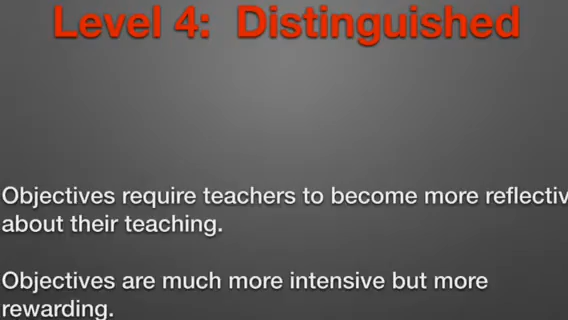 Level 4: Distinguished
Objectives require teachers to become more reflectiv
about their teaching.
Objectives are much more intensive but more
rewarding.